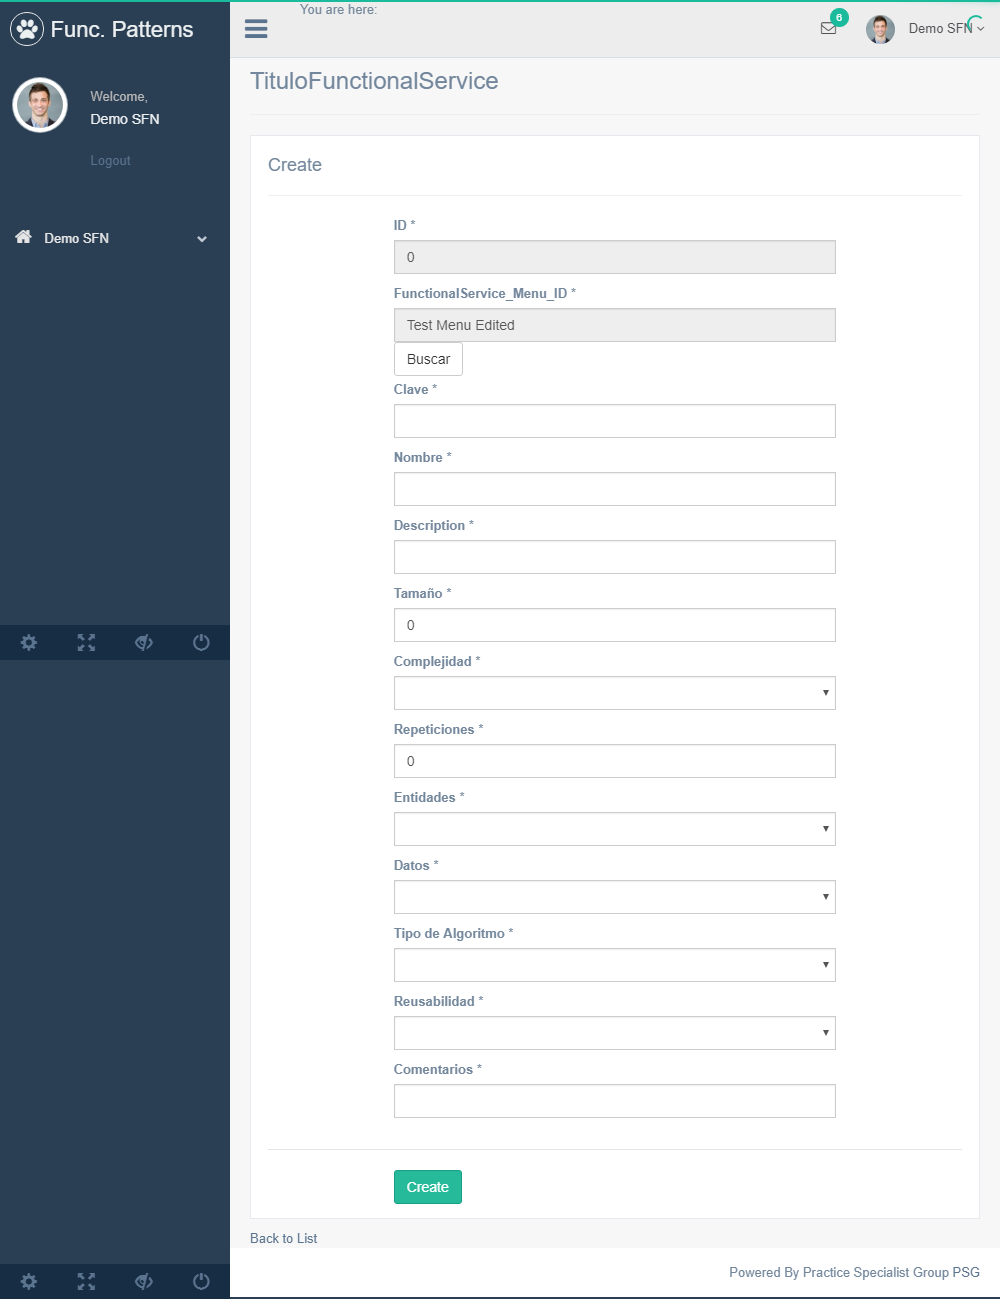 You are here:
Func. Patterns
6
Demo SFN
Welcome,
Demo SFN
Logout
Demo SFN
TituloFunctionalService
Create
ID *
0
FunctionalService_Menu_ID *
Test Menu Edited
Buscar
Clave *
Nombre *
Description *
Tamaño *
0
Complejidad *
Repeticiones *
0
Entidades *
Datos *
Tipo de Algoritmo *
Reusabilidad *
Comentarios *
Create
Back to List
Powered By Practice Specialist Group PSG